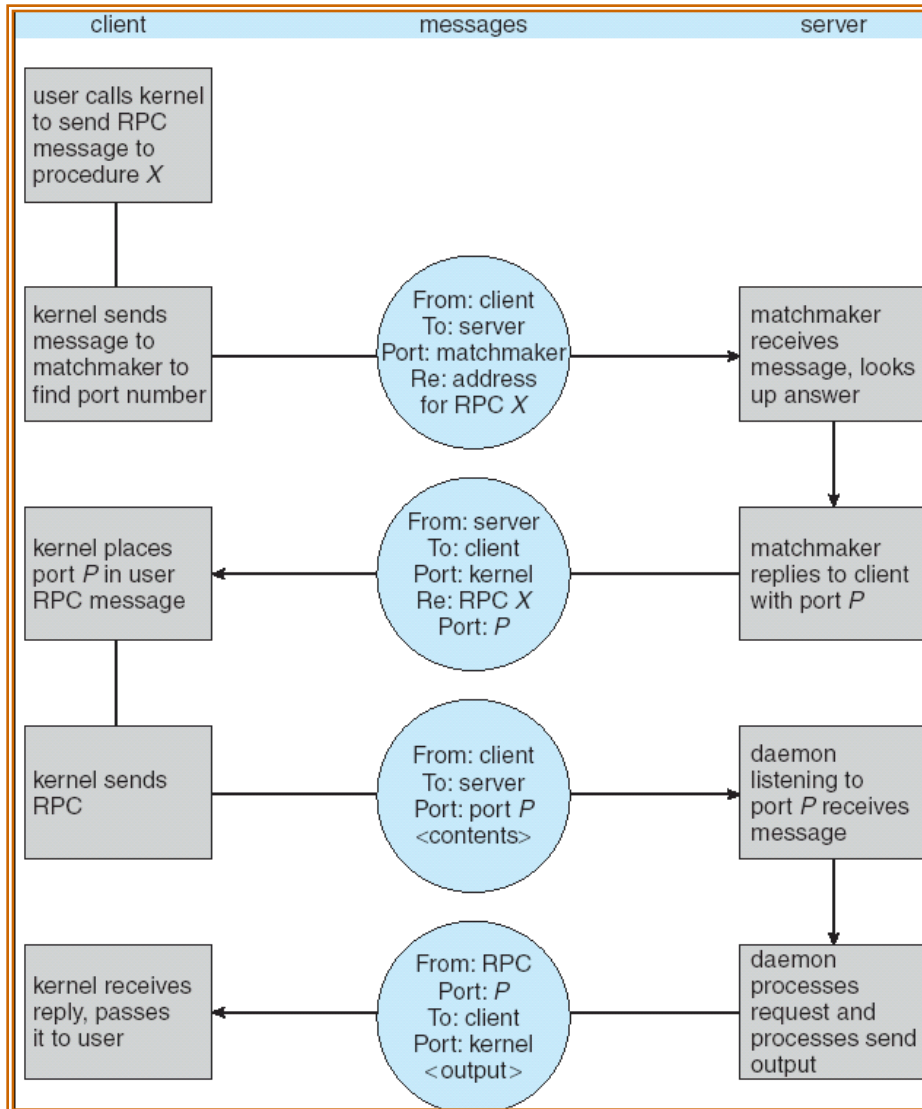 client
messages
server
user calls kernel
to send RPC
message to
procedure X
kernel sends
message to
matchmaker to
find port number
From: client
To: server
Port: matchmaker
Re: address
for RPC X
matchmaker
receives
message, looks
up answer
kernel places
port P in user
RPC message
From: server
To: client
Port: kernel
Re: RPC X
Port: P
matchmaker
replies to client
with port P
kernel sends
RPC
From: client
To: server
Port: port P
<contents>
daemon
listening to
port P receives
message
kernel receives
reply, passes
it to user
From: RPC
Port: P
To: client
Port: kernel
<output>
daemon
processes
request and
processes send
output